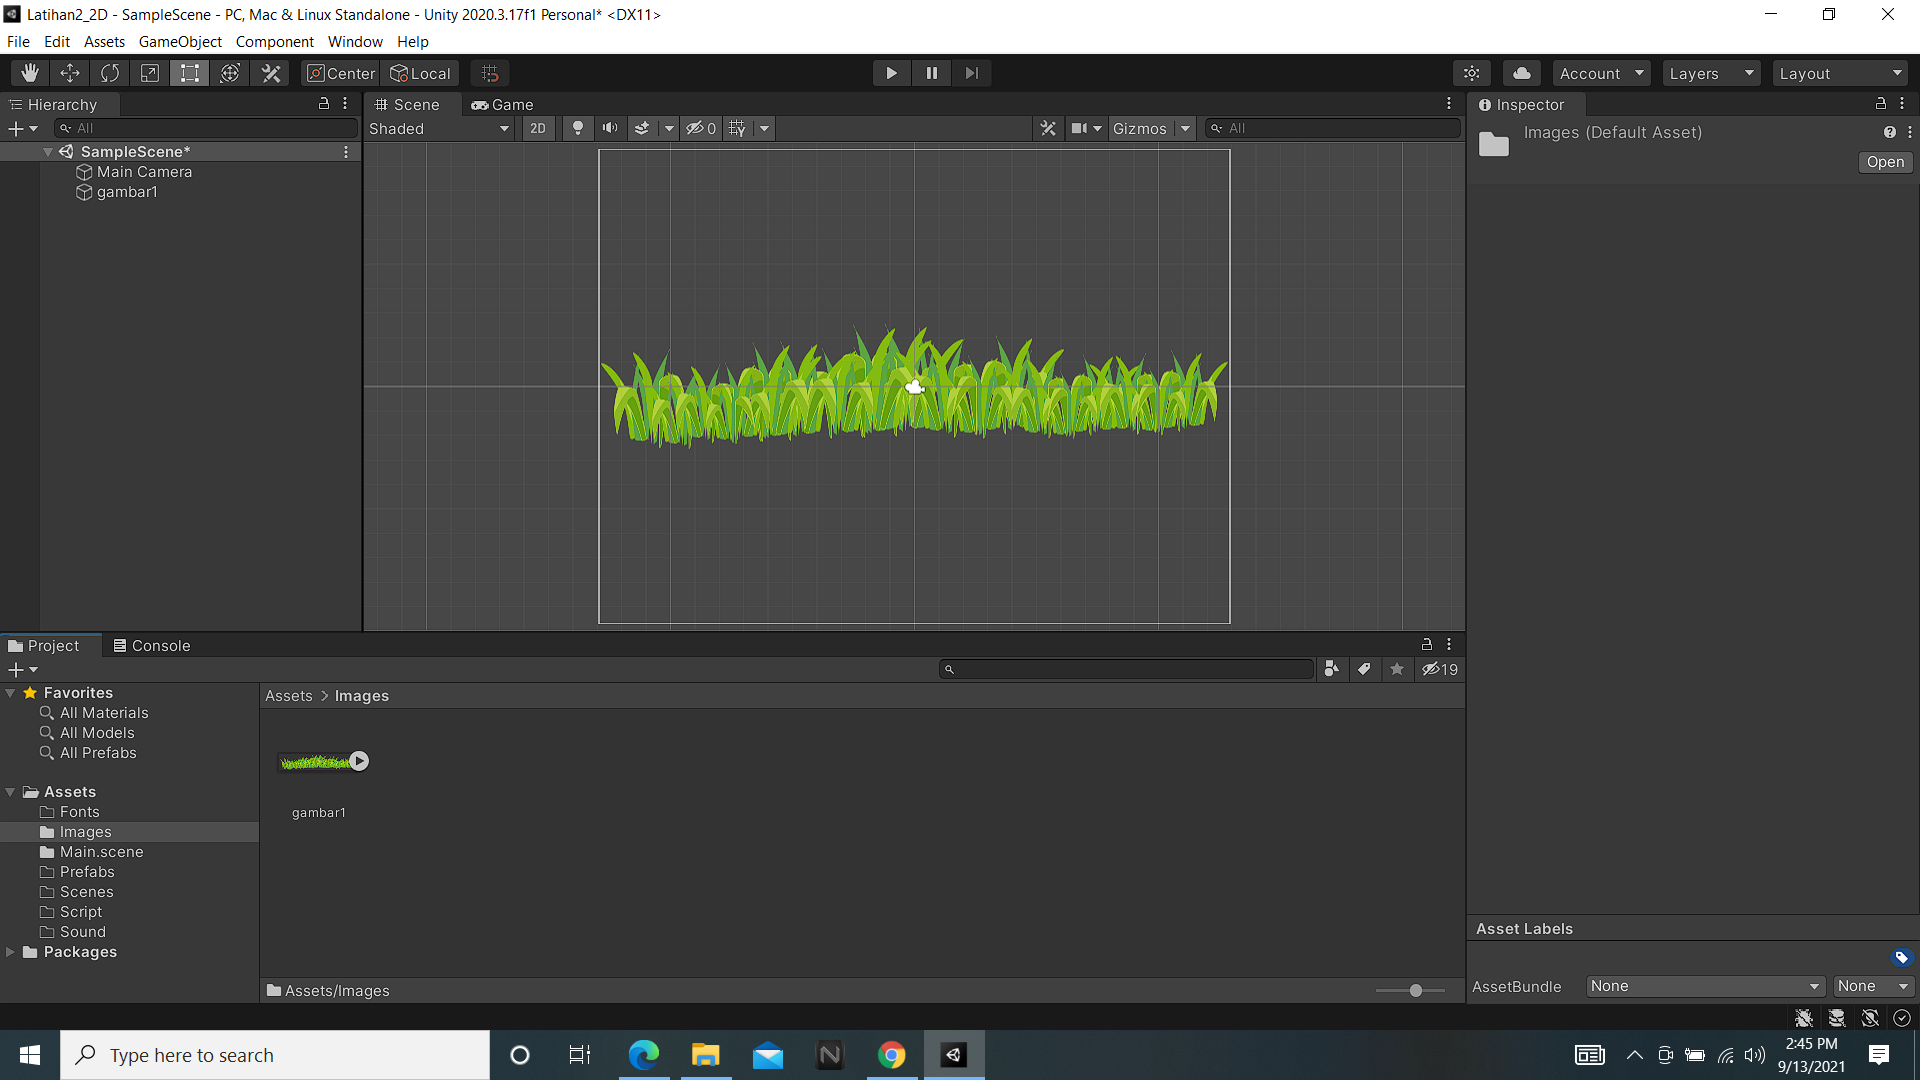 Latihan2_2D - SampleScene - PC, Mac & Linux Standalone - Unity 2020.3.17f1 Personal* <DX11>
File Edit Assets GameObject Component Window Help
Center Local Account Layers Layout
Hierarchy
All
SampleScene*
Main Camera
gambar1
Scene Game
Shaded 2D 0 Gizmos All
Inspector
Images (Default Asset)
Open
Project Console
19
Favorites
All Materials
All Models
All Prefabs
Assets
Fonts
Images
Main.scene
Prefabs
Scenes
Script
Sound
Packages
Assets > Images
gambar1
Assets/Images
Asset Labels
AssetBundle None None
Type here to search
2:45 PM
9/13/2021